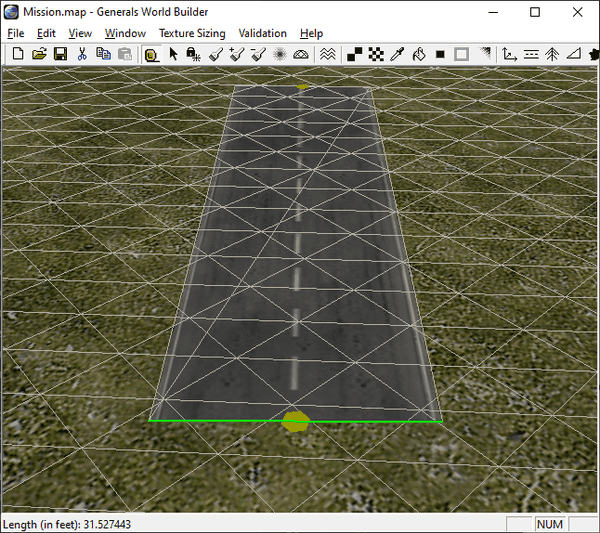 Mission.map - Generals World Builder
File Edit View Window Texture Sizing Validation Help
Length (in feet): 31.527443
NUM